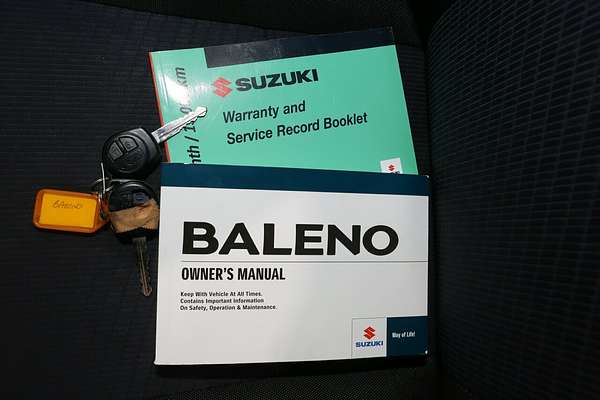 SUZUKI
Warranty and
Service Record Booklet
BALENO
BALENO
OWNER'S MANUAL
Keep With Vehicle At All Times.
Contains Important Information
On Safety, Operation & Maintenance.
SUZUKI
Way of Life!